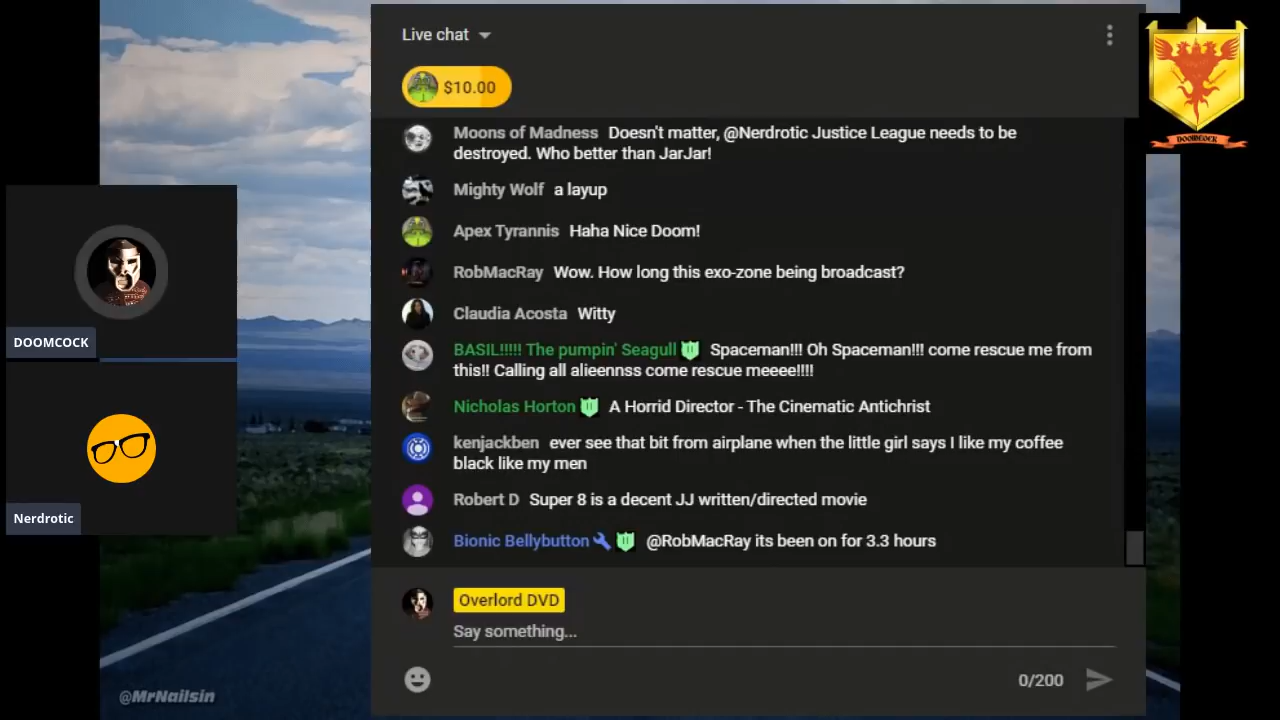 Live chat
$10.00
Moons of Madness Doesn't matter, @Nerdrotic Justice League needs to be
destroyed. Who better than JarJar!
Mighty Wolf a layup
Apex Tyrannis Haha Nice Doom!
RobMacRay Wow. How long this exo-zone being broadcast?
Claudia Acosta Witty
BASIL!!!!! The pumpin' Seagull Spaceman!!! Oh Spaceman!!! come rescue me from
this!! Calling all alieennss come rescue meeee!!!!
Nicholas Horton A Horrid Director - The Cinematic Antichrist
kenjackben ever see that bit from airplane when the little girl says I like my coffee
black like my men
Robert D Super 8 is a decent JJ written/directed movie
Bionic Bellybutton @RobMacRay its been on for 3.3 hours
Overlord DVD
Say something...
0/200
DOOMCOCK
Nerdrotic
DOOMCOCK
@MrNailsin